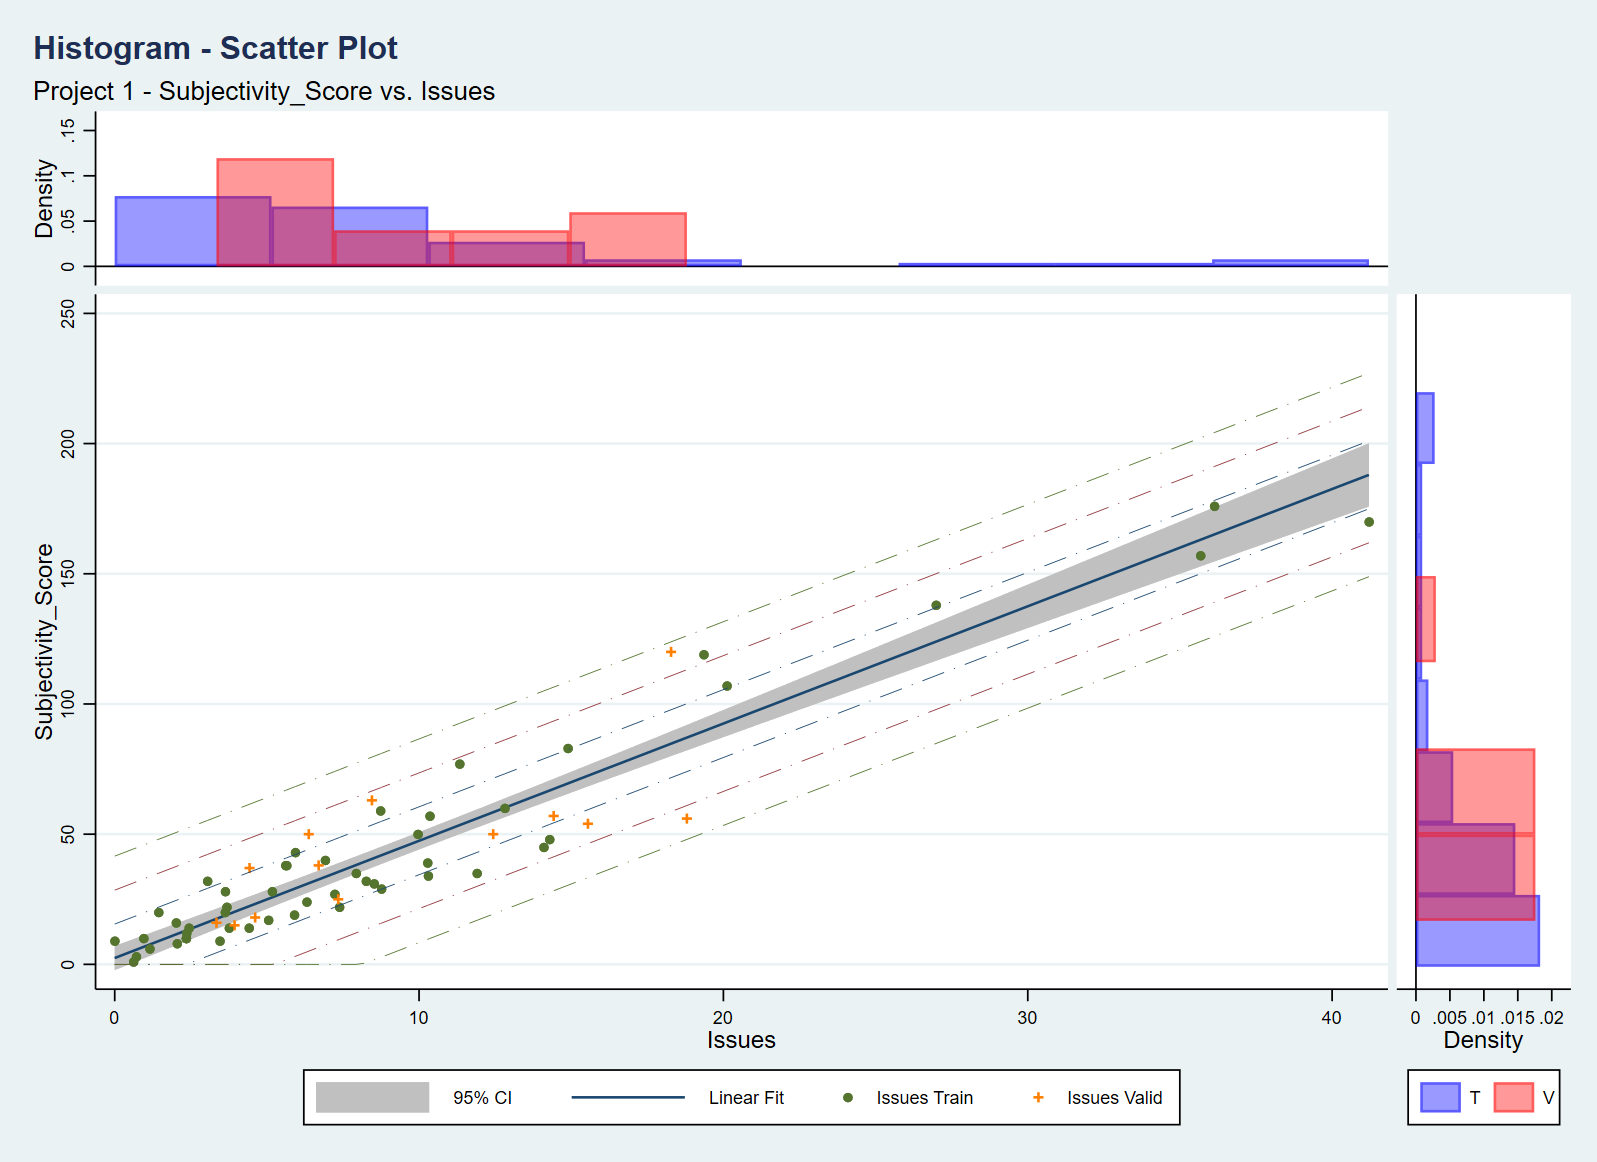 Histogram - Scatter Plot
Project 1 - Subjectivity_Score vs. Issues
Density
0 .05 .1 .15
Subjectivity_Score
0 50 100 150 200 250
0 10 20 30 40
Issues
0 .005 .01 .015 .02
Density
95% CI Linear Fit Issues Train Issues Valid
T V